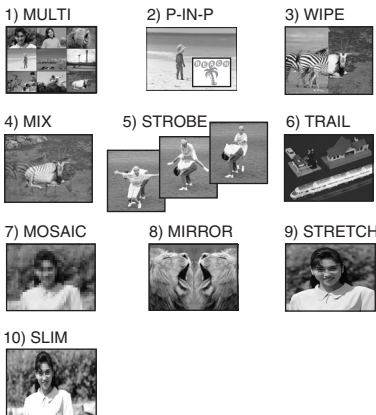 1) MULTI
2) P-IN-P
3) WIPE
BEACH
4) MIX
5) STROBE
6) TRAIL
7) MOSAIC
8) MIRROR
9) STRETCH
10) SLIM